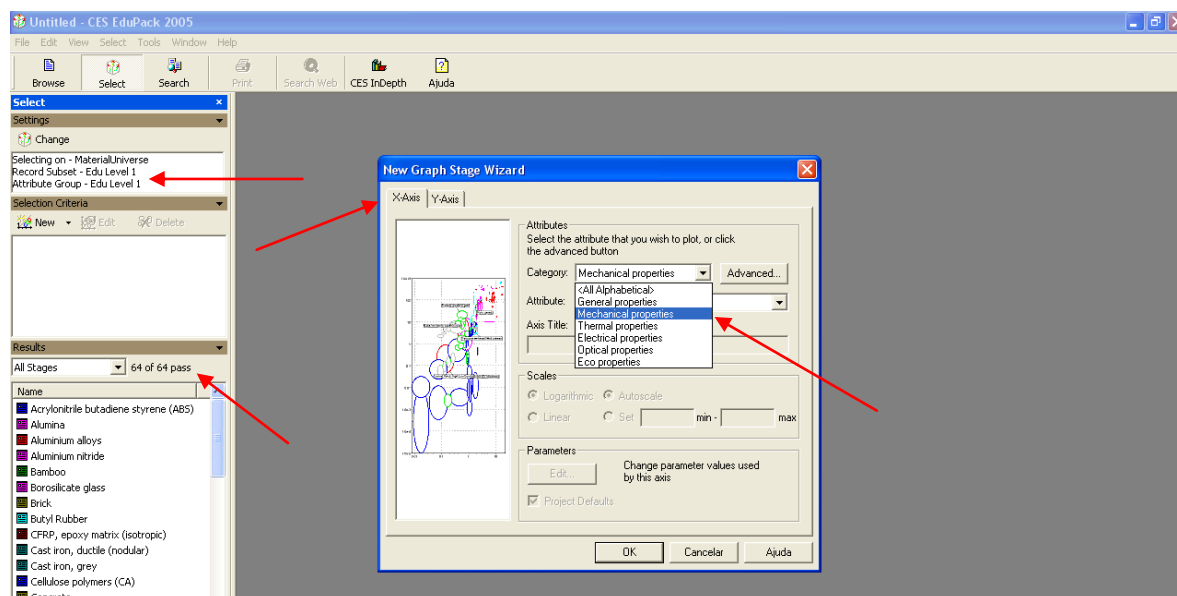 Untitled - CES EduPack 2005
File Edit View Select Tools Window Help
Browse Select Search Print Search Web CES InDepth Ajuda
Select
Settings
Change
Selecting on - MaterialUniverse
Record Subset - Edu Level 1
Attribute Group - Edu Level 1
Selection Criteria
New Edit Delete
Results
All Stages 64 of 64 pass
Name
Acrylonitrile butadiene styrene (ABS)
Alumina
Aluminium alloys
Aluminium nitride
Bamboo
Borosilicate glass
Brick
Butyl Rubber
CFRP, epoxy matrix (isotropic)
Cast iron, ductile (nodular)
Cast iron, grey
Cellulose polymers (CA)
Concrete
New Graph Stage Wizard
X-Axis Y-Axis
Attributes
Select the attribute that you wish to plot, or click
the advanced button
Category: Mechanical properties Advanced...
<All Alphabetical>
Attribute: General properties
Mechanical properties
Axis Title: Thermal properties
Electrical properties
Optical properties
Eco properties
Scales
Logarithmic Autoscale
Linear Set min - max
Parameters
Edit... Change parameter values used
by this axis
Project Defaults
OK Cancelar Ajuda